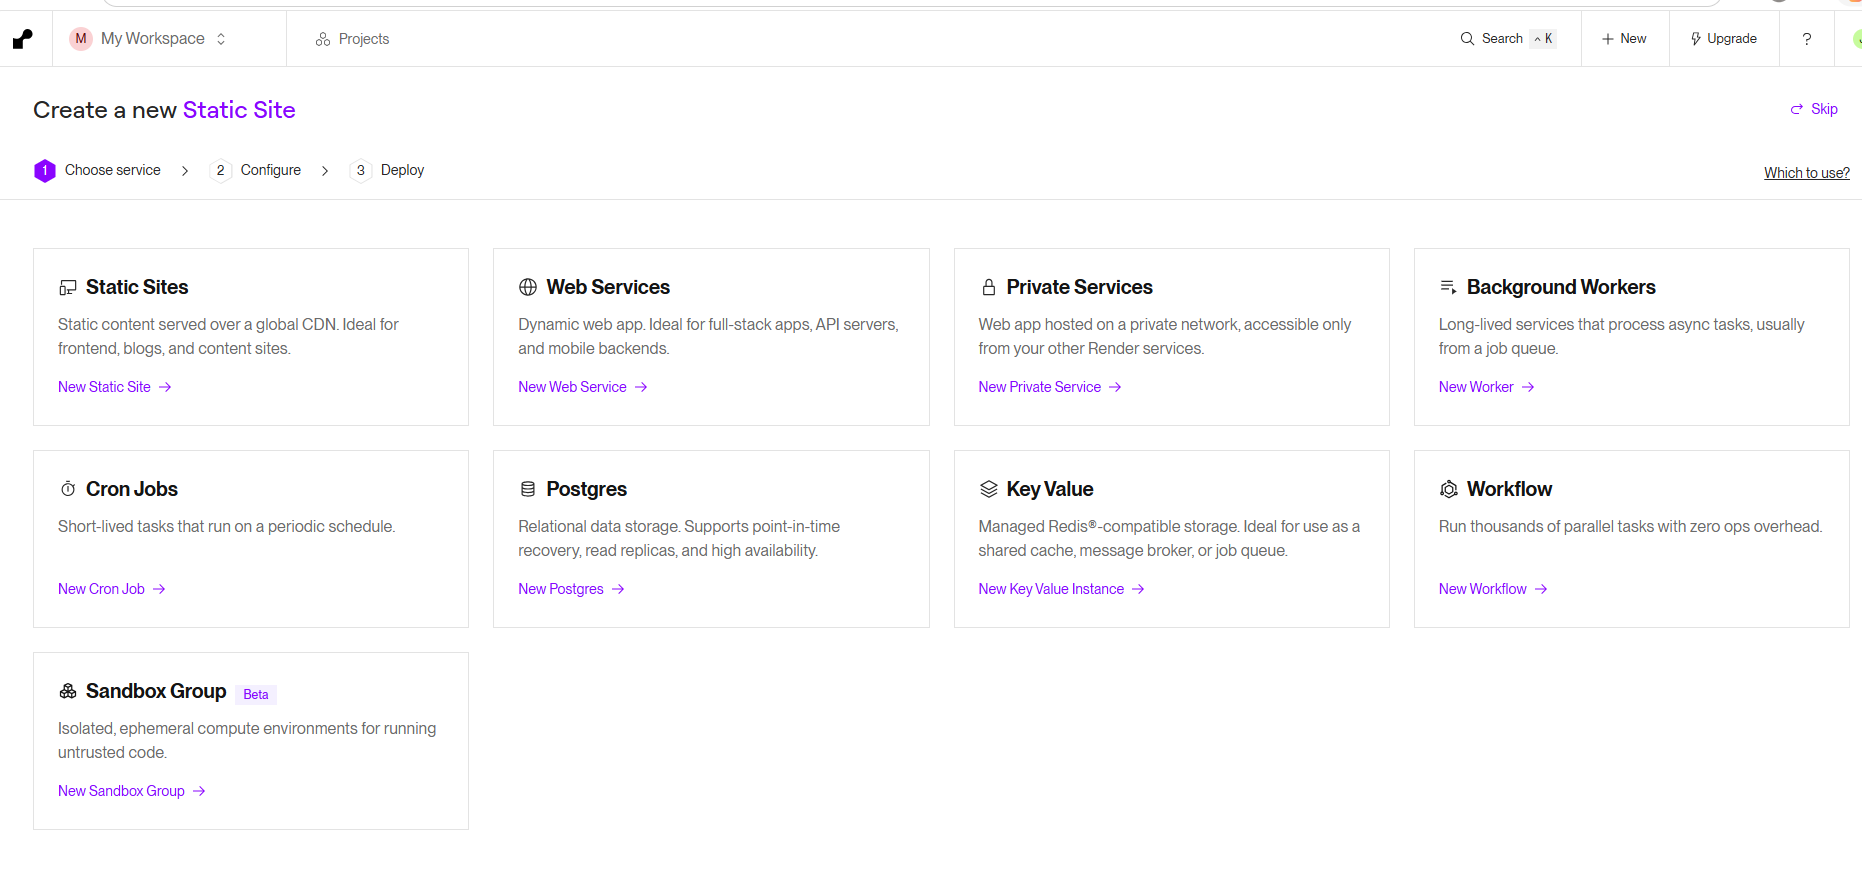 M My Workspace
Projects
Search ^ K
+ New
Upgrade
?
Create a new Static Site
Skip
1 Choose service
2 Configure
3 Deploy
Which to use?
Static Sites
Static content served over a global CDN. Ideal for
frontend, blogs, and content sites.
New Static Site →
Web Services
Dynamic web app. Ideal for full-stack apps, API servers,
and mobile backends.
New Web Service →
Private Services
Web app hosted on a private network, accessible only
from your other Render services.
New Private Service →
Background Workers
Long-lived services that process async tasks, usually
from a job queue.
New Worker →
Cron Jobs
Short-lived tasks that run on a periodic schedule.
New Cron Job →
Postgres
Relational data storage. Supports point-in-time
recovery, read replicas, and high availability.
New Postgres →
Key Value
Managed Redis®-compatible storage. Ideal for use as a
shared cache, message broker, or job queue.
New Key Value Instance →
Workflow
Run thousands of parallel tasks with zero ops overhead.
New Workflow →
Sandbox Group Beta
Isolated, ephemeral compute environments for running
untrusted code.
New Sandbox Group →